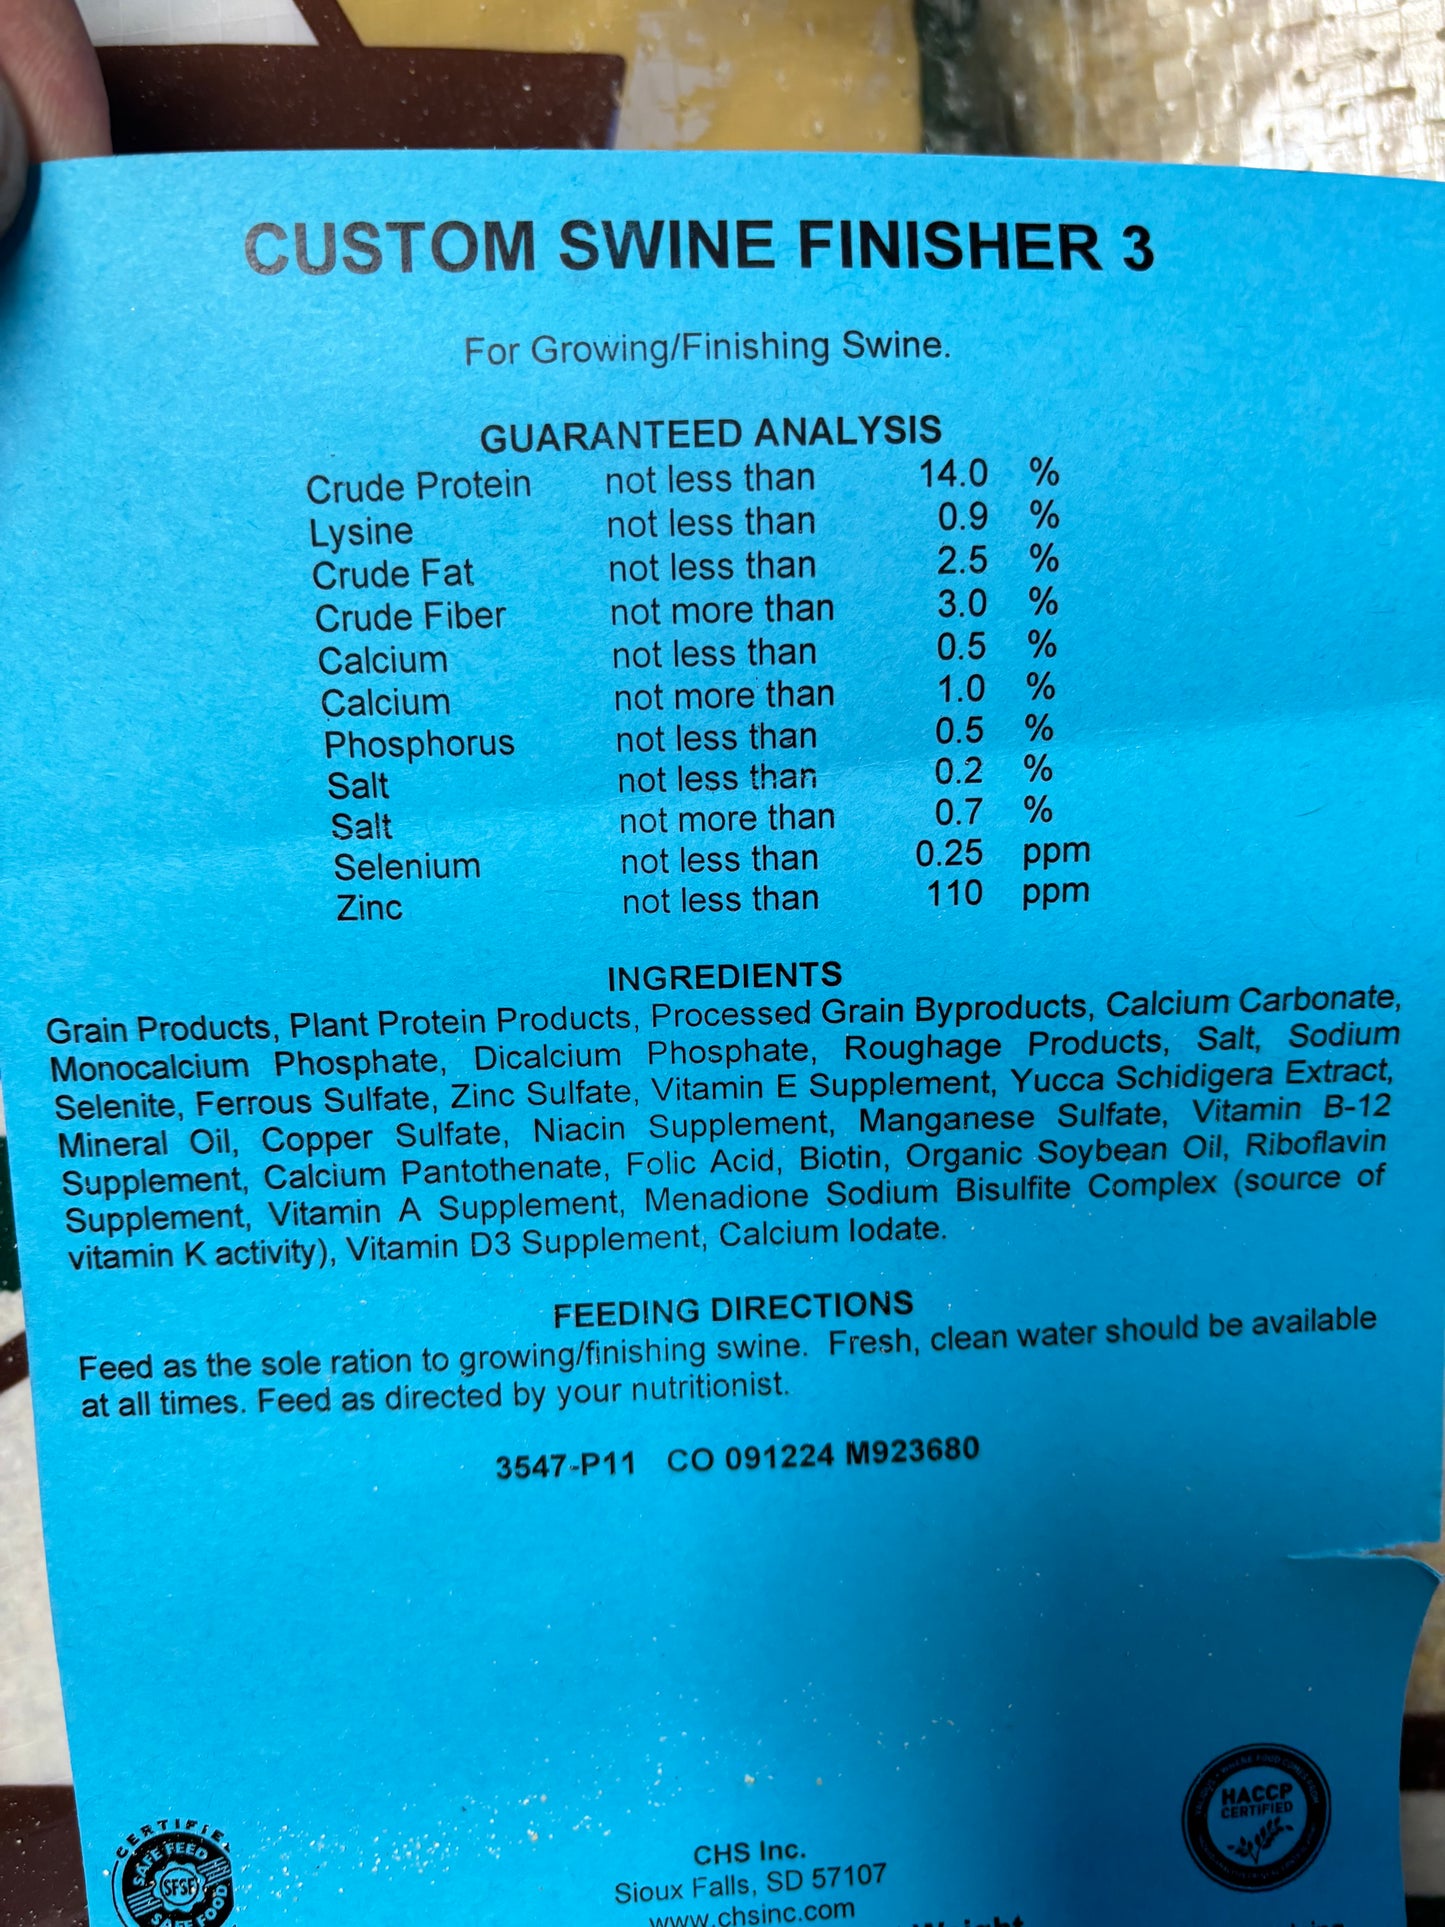 CUSTOM SWINE FINISHER 3
For Growing/Finishing Swine.
GUARANTEED ANALYSIS
Crude Protein not less than 14.0 %
Lysine not less than 0.9 %
Crude Fat not less than 2.5 %
Crude Fiber not more than 3.0 %
Calcium not less than 0.5 %
Calcium not more than 1.0 %
Phosphorus not less than 0.5 %
Salt not less than 0.2 %
Salt not more than 0.7 %
Selenium not less than 0.25 ppm
Zinc not less than 110 ppm
INGREDIENTS
Grain Products, Plant Protein Products, Processed Grain Byproducts, Calcium Carbonate,
Monocalcium Phosphate, Dicalcium Phosphate, Roughage Products, Salt, Sodium
Selenite, Ferrous Sulfate, Zinc Sulfate, Vitamin E Supplement, Yucca Schidigera Extract,
Mineral Oil, Copper Sulfate, Niacin Supplement, Manganese Sulfate, Vitamin B-12
Supplement, Calcium Pantothenate, Folic Acid, Biotin, Organic Soybean Oil, Riboflavin
Supplement, Vitamin A Supplement, Menadione Sodium Bisulfite Complex (source of
vitamin K activity), Vitamin D3 Supplement, Calcium Iodate.
FEEDING DIRECTIONS
Feed as the sole ration to growing/finishing swine. Fresh, clean water should be available
at all times. Feed as directed by your nutritionist.
3547-P11 CO 091224 M923680
CERTIFIED
SAFE FEED
SFSF
SAFE FOOD
CHS Inc.
Sioux Falls, SD 57107
www.chsinc.com
HACCP
CERTIFIED